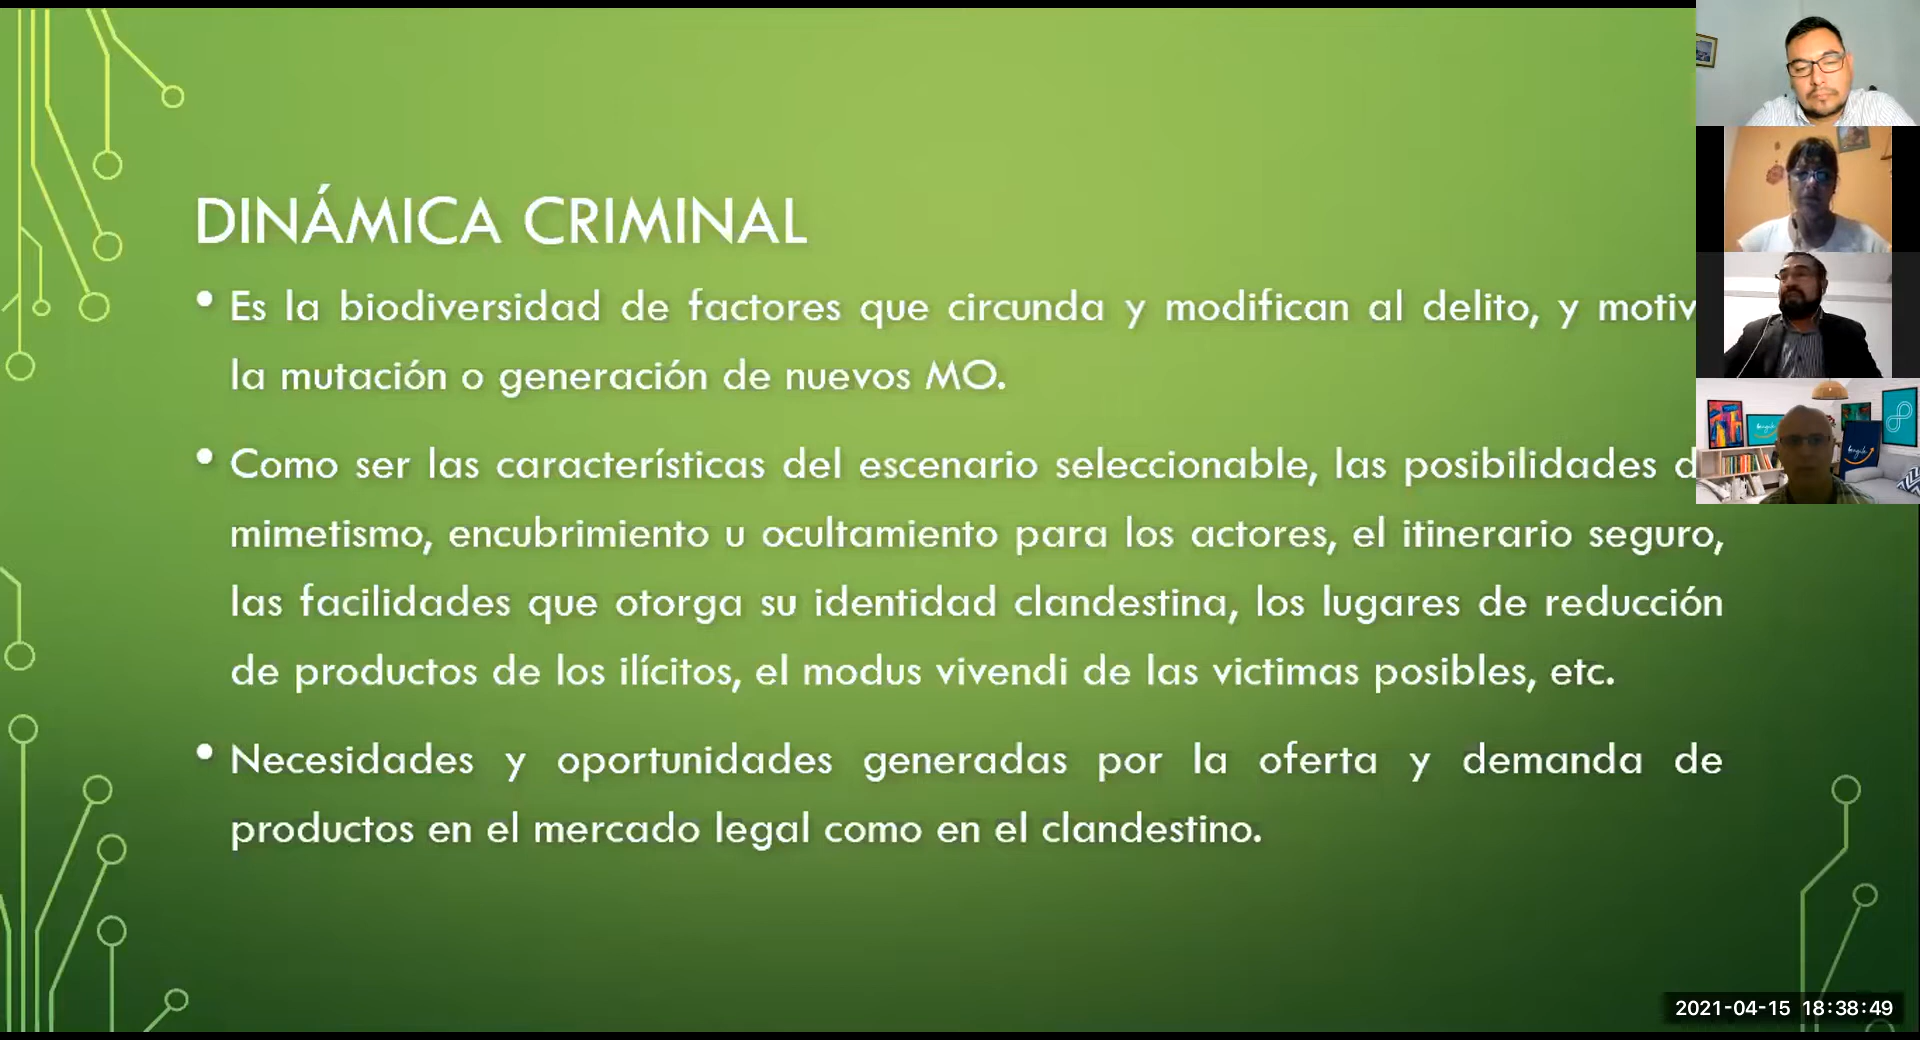 DINÁMICA CRIMINAL
• Es la biodiversidad de factores que circunda y modifican al delito, y
la mutación o generación de nuevos MO.
• Como ser las características del escenario seleccionable, las posibilidades
mimetismo, encubrimiento u ocultamiento para los actores, el itinerario seguro,
las facilidades que otorga su identidad clandestina, los lugares de reducción
de productos de los ilícitos, el modus vivendi de las victimas posibles, etc.
• Necesidades y oportunidades generadas por la oferta y demanda de
productos en el mercado legal como en el clandestino.
2021-04-15 18:38:49